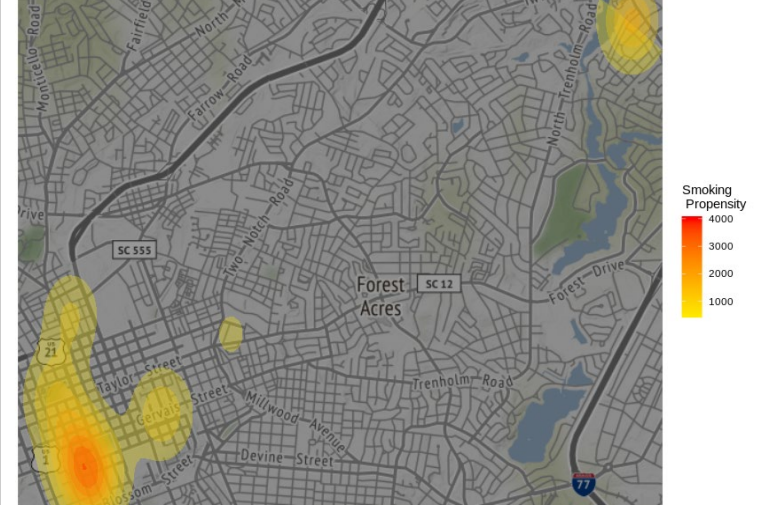 Monticello Road
Fairfield
North
Farrow Road
North Trenholm Road
Drive
SC 555
Two Notch Road
Forest
Acres
SC 12
Forest Drive
21
Taylor Street
Gervais Street
Millwood Avenue
Trenholm Road
1
Devine Street
Blossom Street
77
Smoking
Propensity
4000
3000
2000
1000